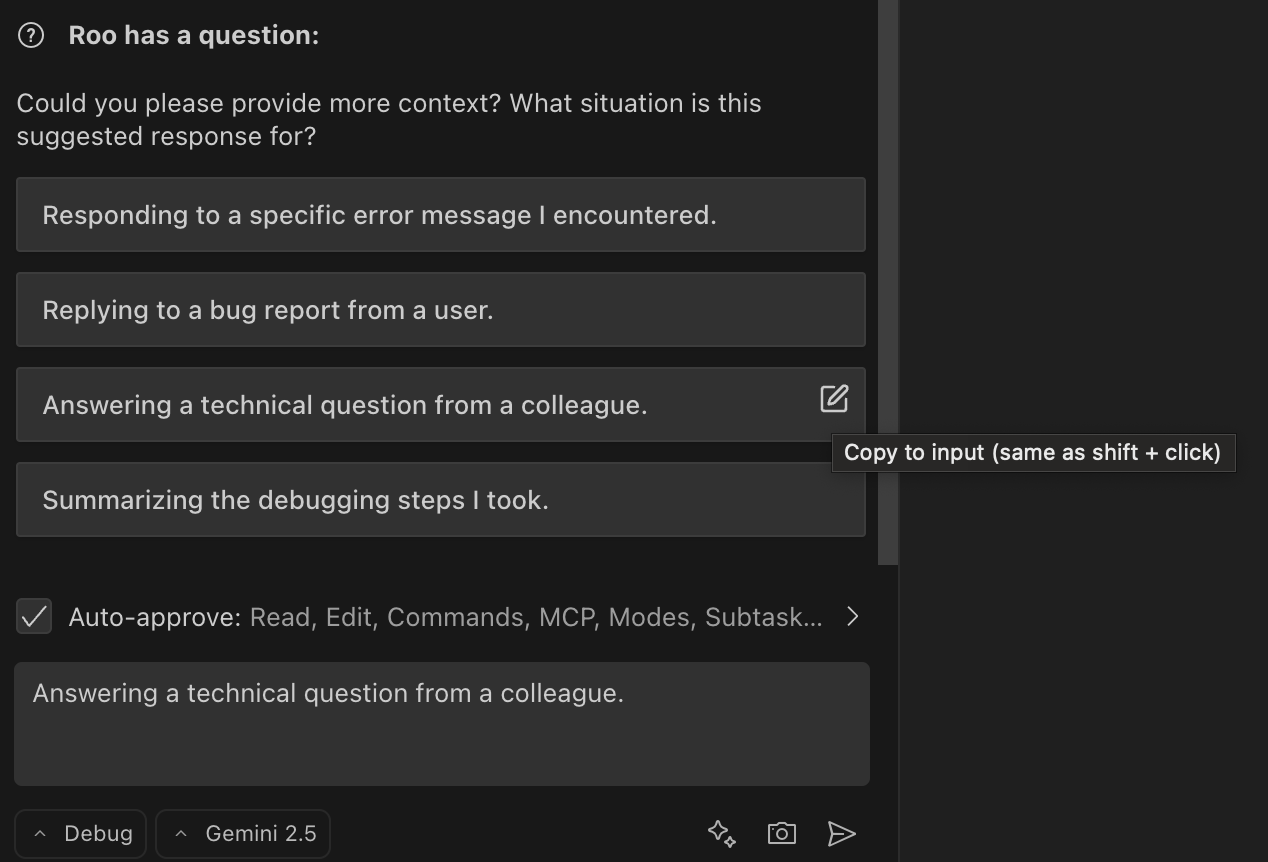 Roo has a question:
Could you please provide more context? What situation is this
suggested response for?
Responding to a specific error message I encountered.
Replying to a bug report from a user.
Answering a technical question from a colleague.
Copy to input (same as shift + click)
Summarizing the debugging steps I took.
Auto-approve: Read, Edit, Commands, MCP, Modes, Subtask...
Answering a technical question from a colleague.
Debug
Gemini 2.5